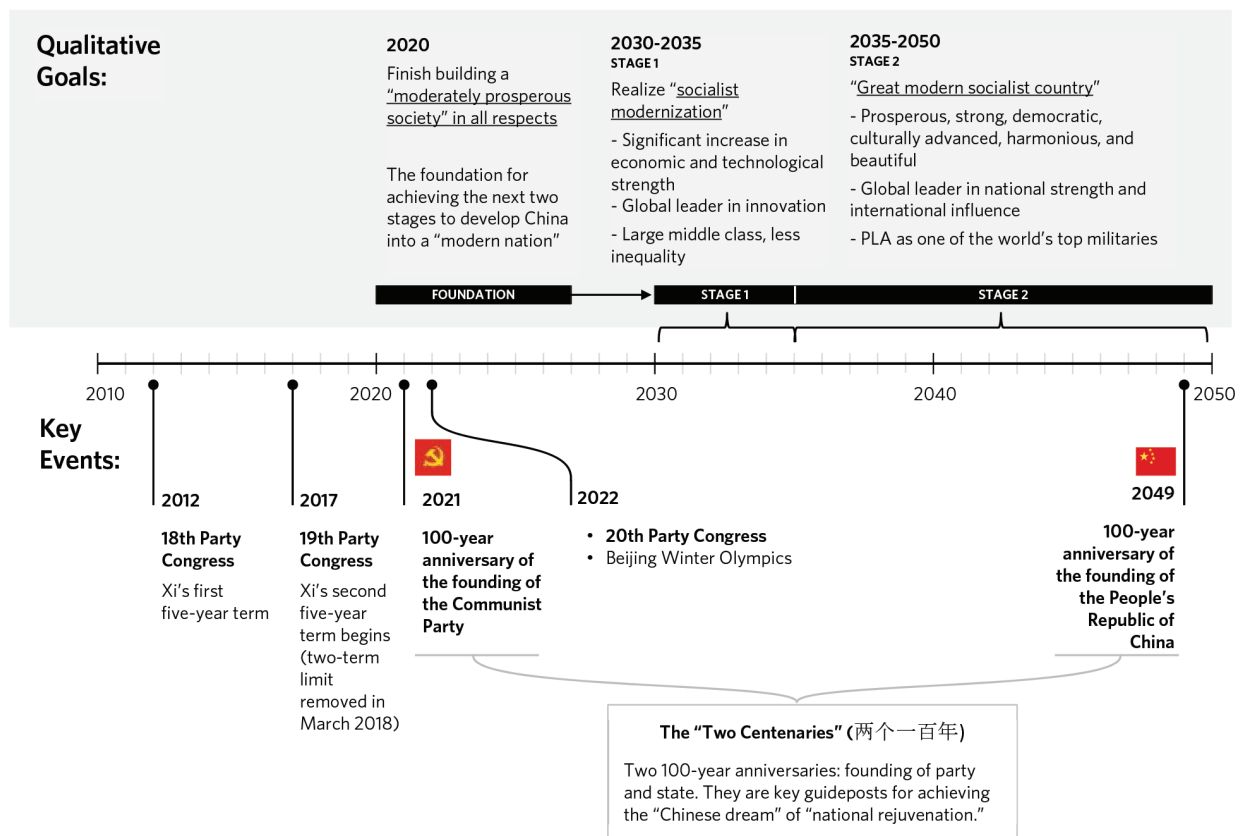 Qualitative
Goals:
2020
Finish building a
“moderately prosperous
society” in all respects
The foundation for
achieving the next two
stages to develop China
into a “modern nation”
2030-2035
STAGE 1
Realize “socialist
modernization”
- Significant increase in
economic and technological
strength
- Global leader in innovation
- Large middle class, less
inequality
2035-2050
STAGE 2
“Great modern socialist country”
- Prosperous, strong, democratic,
culturally advanced, harmonious, and
beautiful
- Global leader in national strength and
international influence
- PLA as one of the world’s top militaries
FOUNDATION
STAGE 1
STAGE 2
2010
2020
2030
2040
2050
Key
Events:
2012
18th Party
Congress
Xi’s first
five-year term
2017
19th Party
Congress
Xi’s second
five-year
term begins
(two-term
limit
removed in
March 2018)
2021
100-year
anniversary of
the founding of
the Communist
Party
2022
• 20th Party Congress
• Beijing Winter Olympics
2049
100-year
anniversary of
the founding of
the People’s
Republic of
China
The “Two Centenaries” (两个一百年)
Two 100-year anniversaries: founding of party
and state. They are key guideposts for achieving
the “Chinese dream” of “national rejuvenation.”